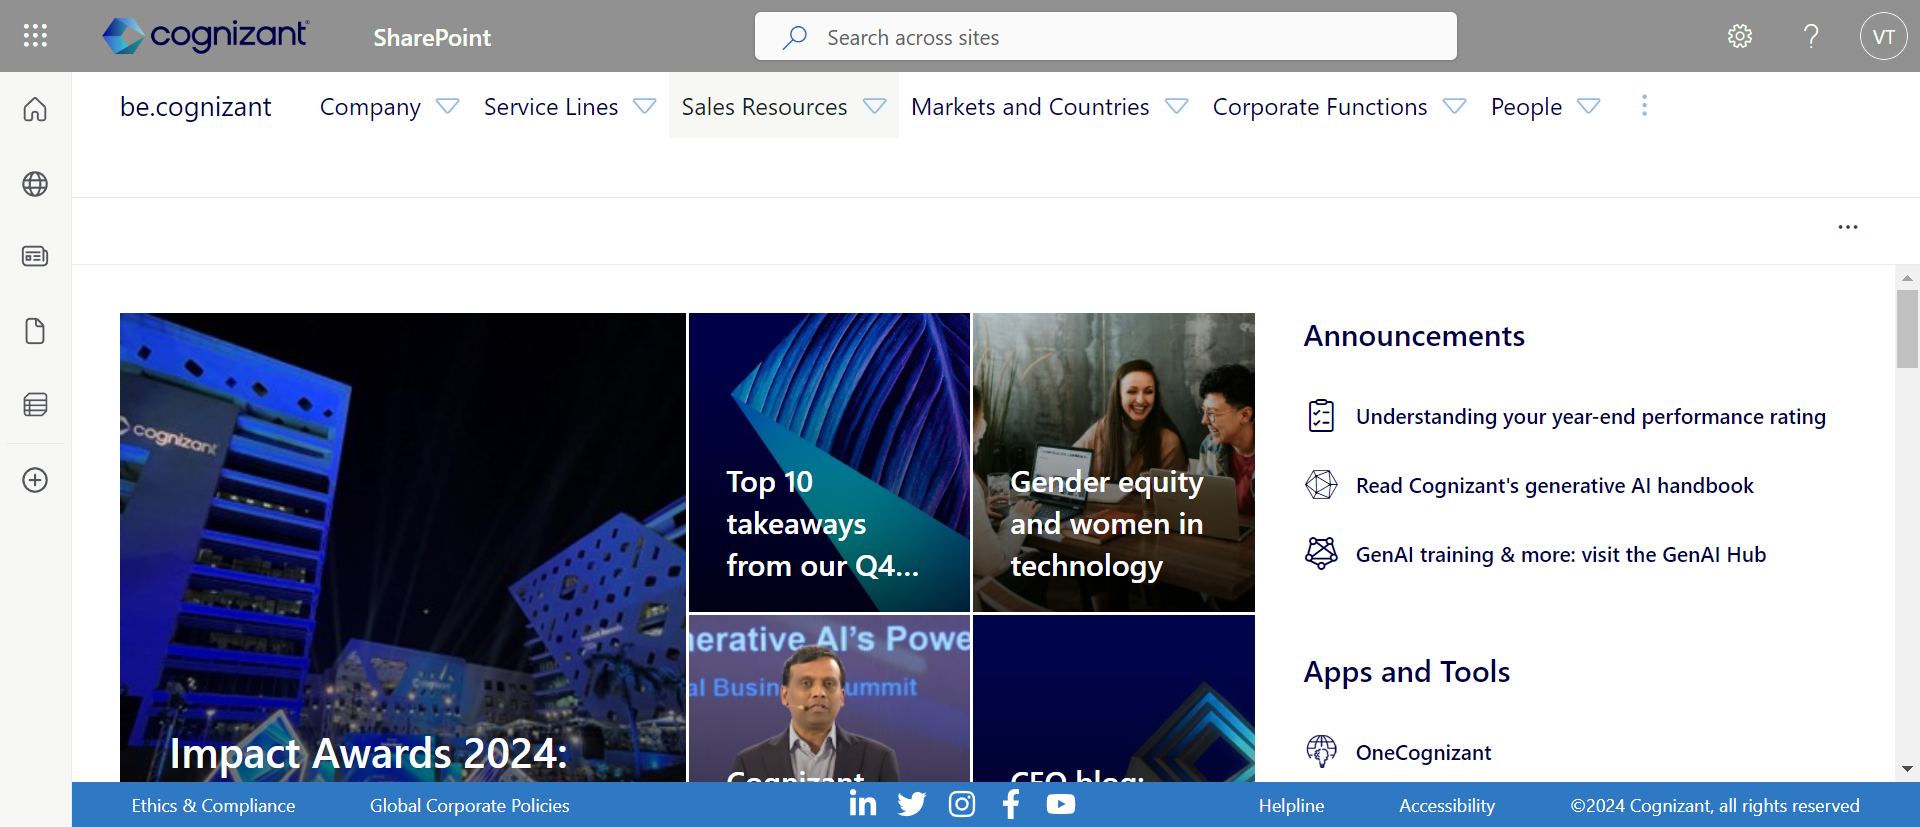 cognizant
SharePoint
Search across sites
VT
be.cognizant
Company
Service Lines
Sales Resources
Markets and Countries
Corporate Functions
People
cognizant
Impact Awards 2024:
Top 10
takeaways
from our Q4...
Gender equity
and women in
technology
nerative AI's Powe
al Busin
ummit
Cognizant
CEO blog:
Announcements
Understanding your year-end performance rating
Read Cognizant's generative AI handbook
GenAI training & more: visit the GenAI Hub
Apps and Tools
OneCognizant
Ethics & Compliance
Global Corporate Policies
Helpline
Accessibility
©2024 Cognizant, all rights reserved